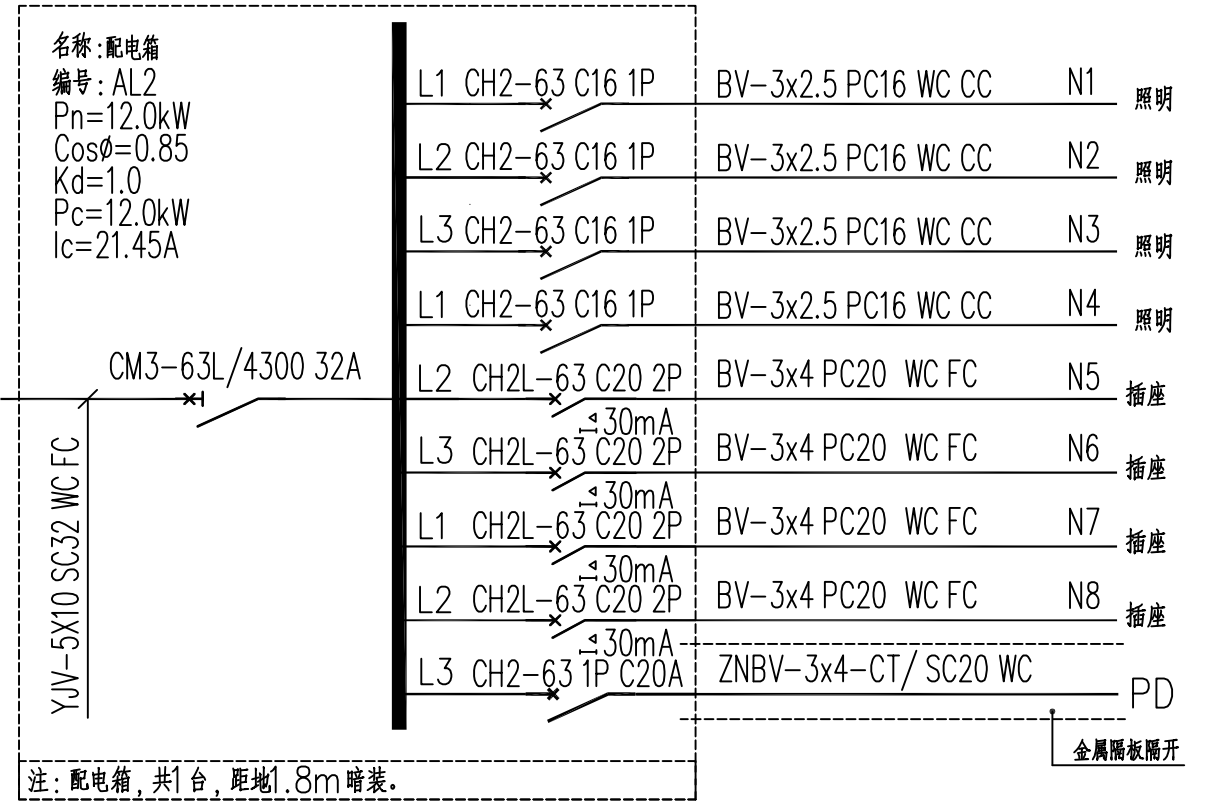 名称:配电箱
编号: AL2
Pn=12.0kW
Cosø=0.85
Kd=1.0
Pc=12.0kW
Ic=21.45A
L1 CH2-63 C16 1P BV-3x2.5 PC16 WC CC N1 照明
L2 CH2-63 C16 1P BV-3x2.5 PC16 WC CC N2 照明
L3 CH2-63 C16 1P BV-3x2.5 PC16 WC CC N3 照明
L1 CH2-63 C16 1P BV-3x2.5 PC16 WC CC N4 照明
CM3-63L/4300 32A
YJV-5X10 SC32 WC FC
L2 CH2L-63 C20 2P BV-3x4 PC20 WC FC N5 插座
30mA
L3 CH2L-63 C20 2P BV-3x4 PC20 WC FC N6 插座
30mA
L1 CH2L-63 C20 2P BV-3x4 PC20 WC FC N7 插座
30mA
L2 CH2L-63 C20 2P BV-3x4 PC20 WC FC N8 插座
30mA
L3 CH2-63 1P C20A ZNBV-3x4-CT/ SC20 WC PD
金属隔板隔开
注: 配电箱, 共1台, 距地1.8m暗装。